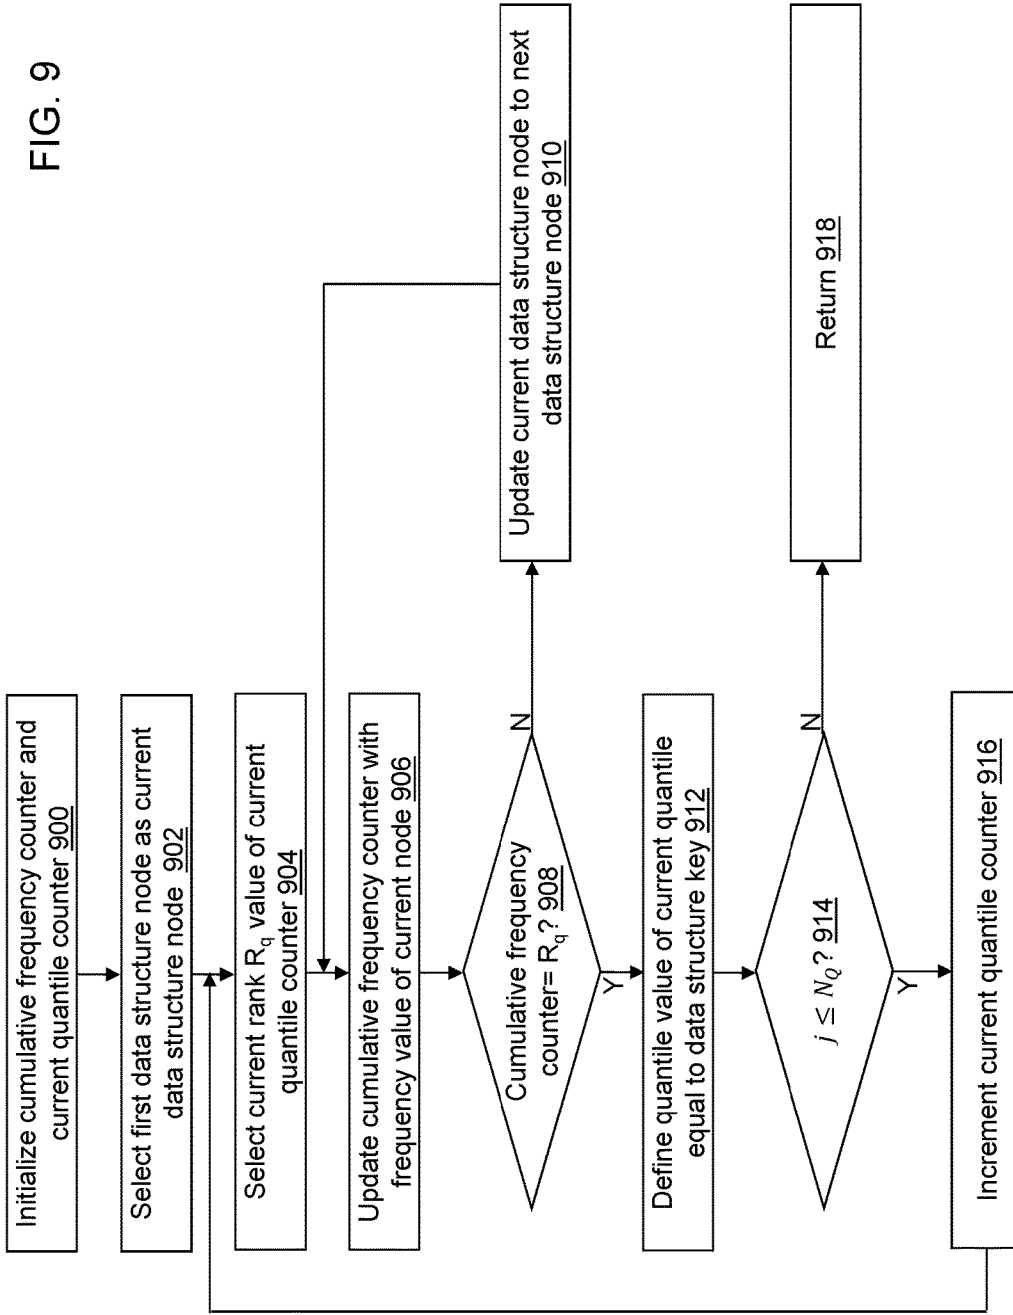 FIG. 9
Initialize cumulative frequency counter and
current quantile counter 900
Select first data structure node as current
data structure node 902
Select current rank Rq value of current
quantile counter 904
Update cumulative frequency counter with
frequency value of current node 906
Cumulative frequency
counter= Rq? 908
N
Y
Update current data structure node to next
data structure node 910
Define quantile value of current quantile
equal to data structure key 912
j ≤ NQ? 914
N
Y
Return 918
Increment current quantile counter 916